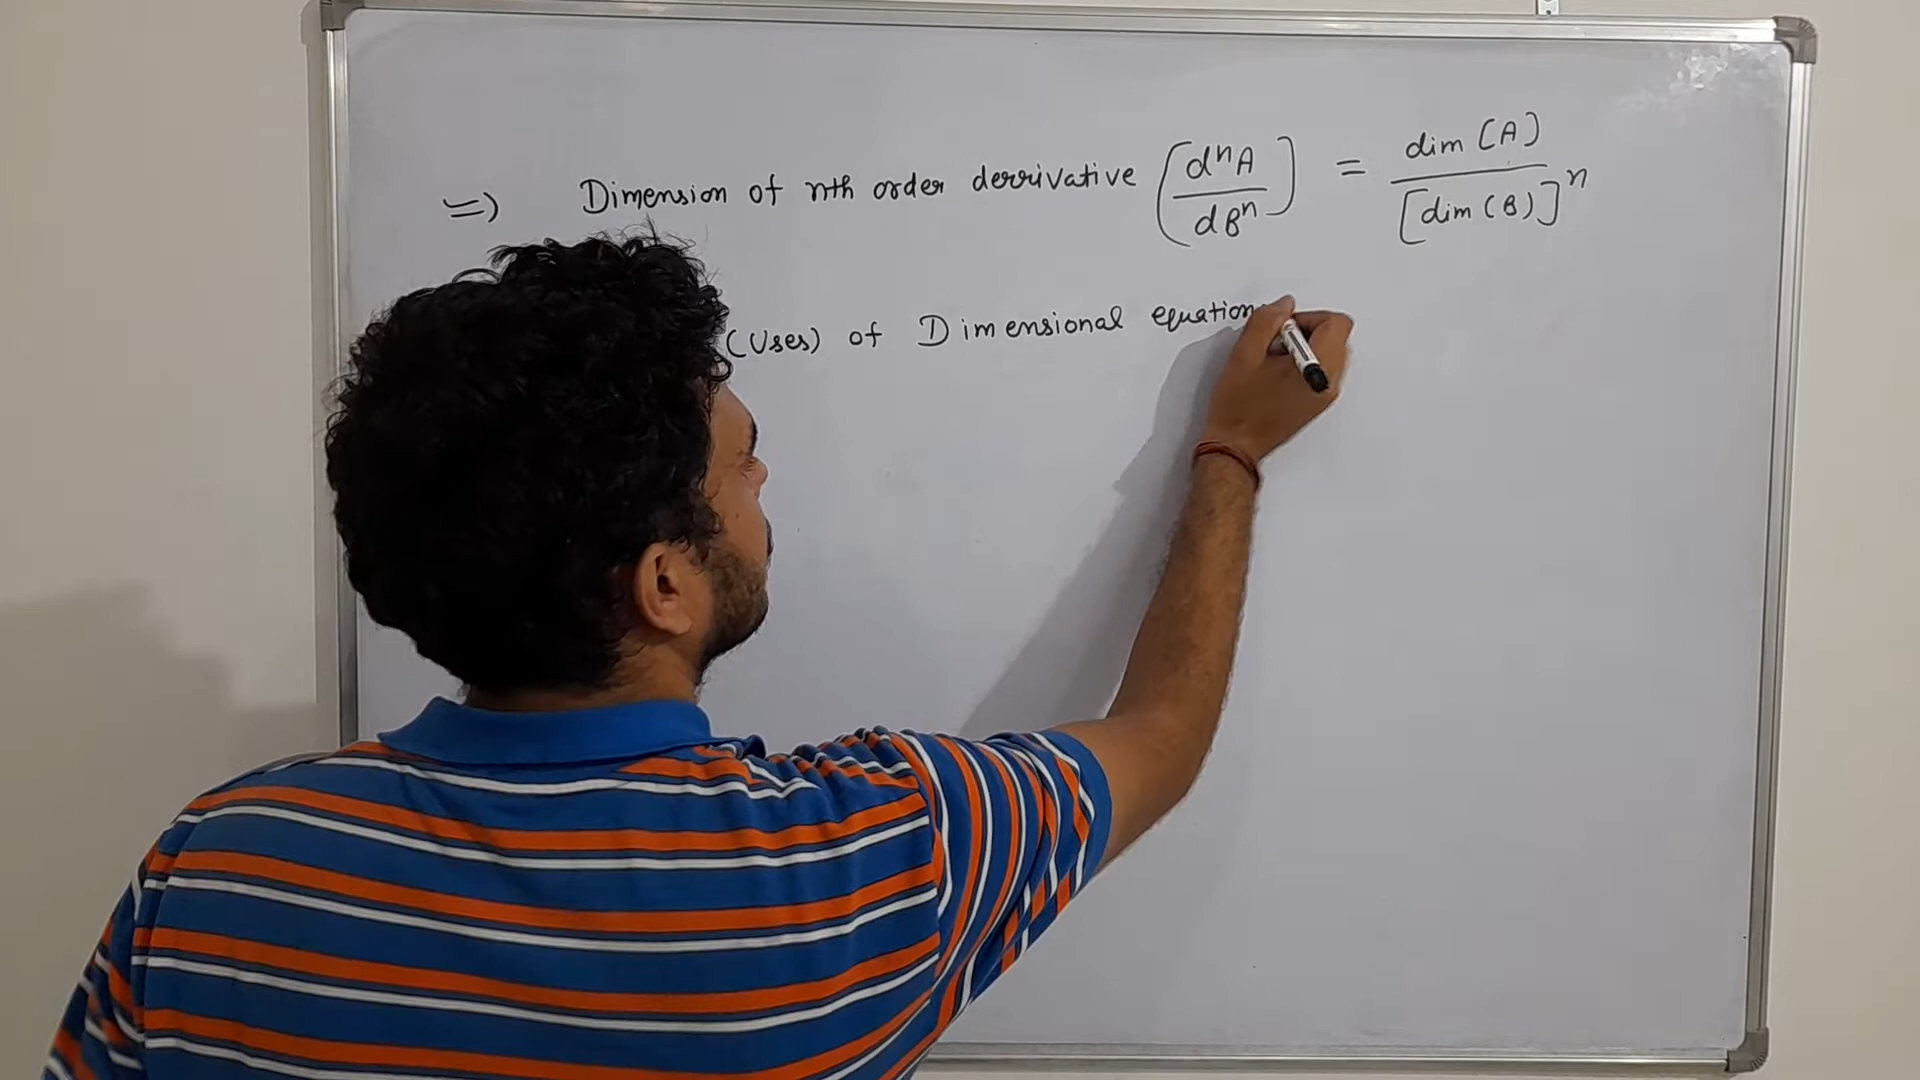 => Dimension of nth order derrivative (dⁿA/dBⁿ) = dim (A)/[dim (B)]ⁿ
(Uses) of Dimensional equation